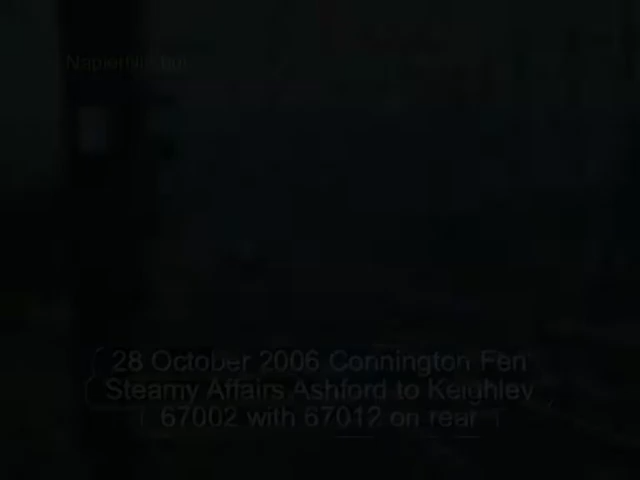 28 October 2006 Connington Fen
Steamy Affairs Ashford to Keighley
67002 with 67012 on rear